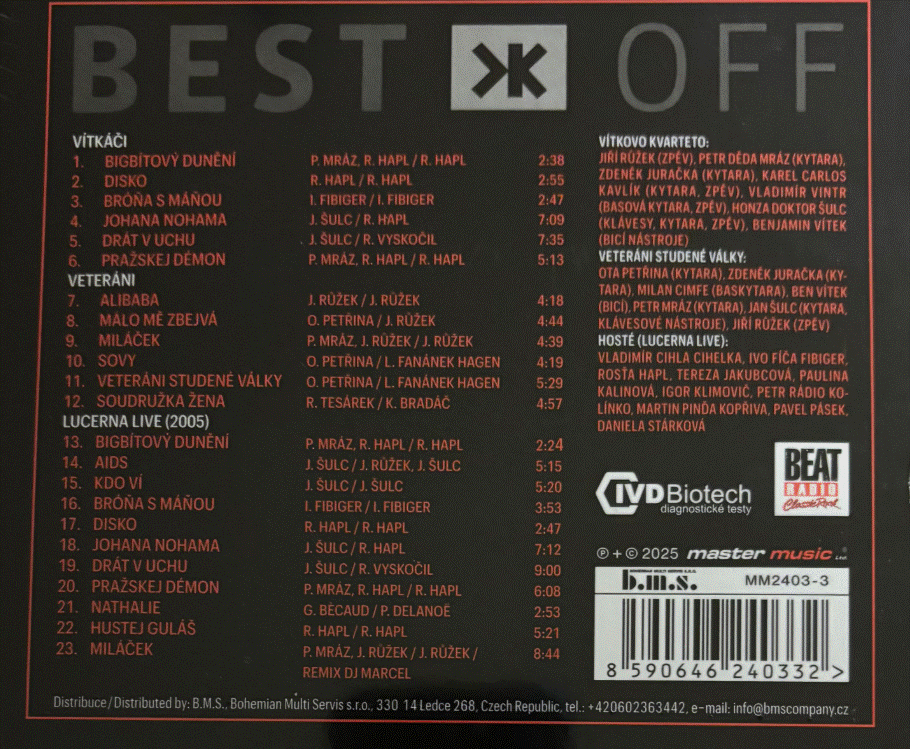 BEST KK OFF
VÍTKÁČI
1. BIGBÍTOVÝ DUNĚNÍ P. MRÁZ, R. HAPL / R. HAPL 2:38
2. DISKO R. HAPL / R. HAPL 2:55
3. BRÓŇA S MÁŇOU I. FIBIGER / I. FIBIGER 2:47
4. JOHANA NOHAMA J. ŠULC / R. HAPL 7:09
5. DRÁT V UCHU J. ŠULC / R. VYSKOČIL 7:35
6. PRAŽSKEJ DÉMON P. MRÁZ, R. HAPL / R. HAPL 5:13
VETERÁNI
7. ALIBABA J. RŮŽEK / J. RŮŽEK 4:18
8. MÁLO MĚ ZBEJVÁ O. PETŘINA / J. RŮŽEK 4:44
9. MILÁČEK P. MRÁZ, J. RŮŽEK / J. RŮŽEK 4:39
10. SOVY O. PETŘINA / L. FANÁNEK HAGEN 4:19
11. VETERÁNI STUDENÉ VÁLKY O. PETŘINA / L. FANÁNEK HAGEN 5:29
12. SOUDRUŽKA ŽENA R. TESÁREK / K. BRADÁČ 4:57
LUCERNA LIVE (2005)
13. BIGBÍTOVÝ DUNĚNÍ P. MRÁZ, R. HAPL / R. HAPL 2:24
14. AIDS J. ŠULC / J. RŮŽEK, J. ŠULC 5:15
15. KDO VÍ J. ŠULC / J. ŠULC 5:20
16. BRÓŇA S MÁŇOU I. FIBIGER / I. FIBIGER 3:53
17. DISKO R. HAPL / R. HAPL 2:47
18. JOHANA NOHAMA J. ŠULC / R. HAPL 7:12
19. DRÁT V UCHU J. ŠULC / R. VYSKOČIL 9:00
20. PRAŽSKEJ DÉMON P. MRÁZ, R. HAPL / R. HAPL 6:08
21. NATHALIE G. BÉCAUD / P. DELANOË 2:53
22. HUSTEJ GULÁŠ R. HAPL / R. HAPL 5:21
23. MILÁČEK P. MRÁZ, J. RŮŽEK / J. RŮŽEK / 8:44
REMIX DJ MARCEL
VÍTKOVO KVARTETO:
JIŘÍ RŮŽEK (ZPĚV), PETR DĚDA MRÁZ (KYTARA),
ZDENĚK JURAČKA (KYTARA), KAREL CARLOS
KAVLÍK (KYTARA, ZPĚV), VLADIMÍR VINTR
(BASOVÁ KYTARA, ZPĚV), HONZA DOKTOR ŠULC
(KLÁVESY, KYTARA, ZPĚV), BENJAMIN VÍTEK
(BICÍ NÁSTROJE)
VETERÁNI STUDENÉ VÁLKY:
OTA PETŘINA (KYTARA), ZDENĚK JURAČKA (KY-
TARA), MILAN CIMFE (BASKYTARA), BEN VÍTEK
(BICÍ), PETR MRÁZ (KYTARA), JAN ŠULC (KYTARA,
KLÁVESOVÉ NÁSTROJE), JIŘÍ RŮŽEK (ZPĚV)
HOSTÉ (LUCERNA LIVE):
VLADIMÍR CIHLA CIHELKA, IVO FÍČA FIBIGER,
ROSŤA HAPL, TEREZA JAKUBCOVÁ, PAULINA
KALINOVÁ, IGOR KLIMOVIČ, PETR RÁDIO KO-
LÍNKO, MARTIN PINĎA KOPŘIVA, PAVEL PÁSEK,
DANIELA STÁRKOVÁ
IVD Biotech
diagnostické testy
BEAT
RADIO
Classic Rock
℗ + © 2025 master music Ltd.
BOHEMIAN MULTI SERVIS S.R.O.
b.m.s. MM2403-3
8 590646 240332 >
Distribuce / Distributed by: B.M.S., Bohemian Multi Servis s.r.o., 330 14 Ledce 268, Czech Republic, tel.: +420602363442, e-mail: info@bmscompany.cz